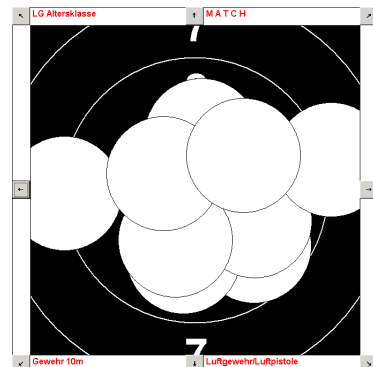 LG Altersklasse
M A T C H
7
7
Gewehr 10m
Luftgewehr/Luftpistole